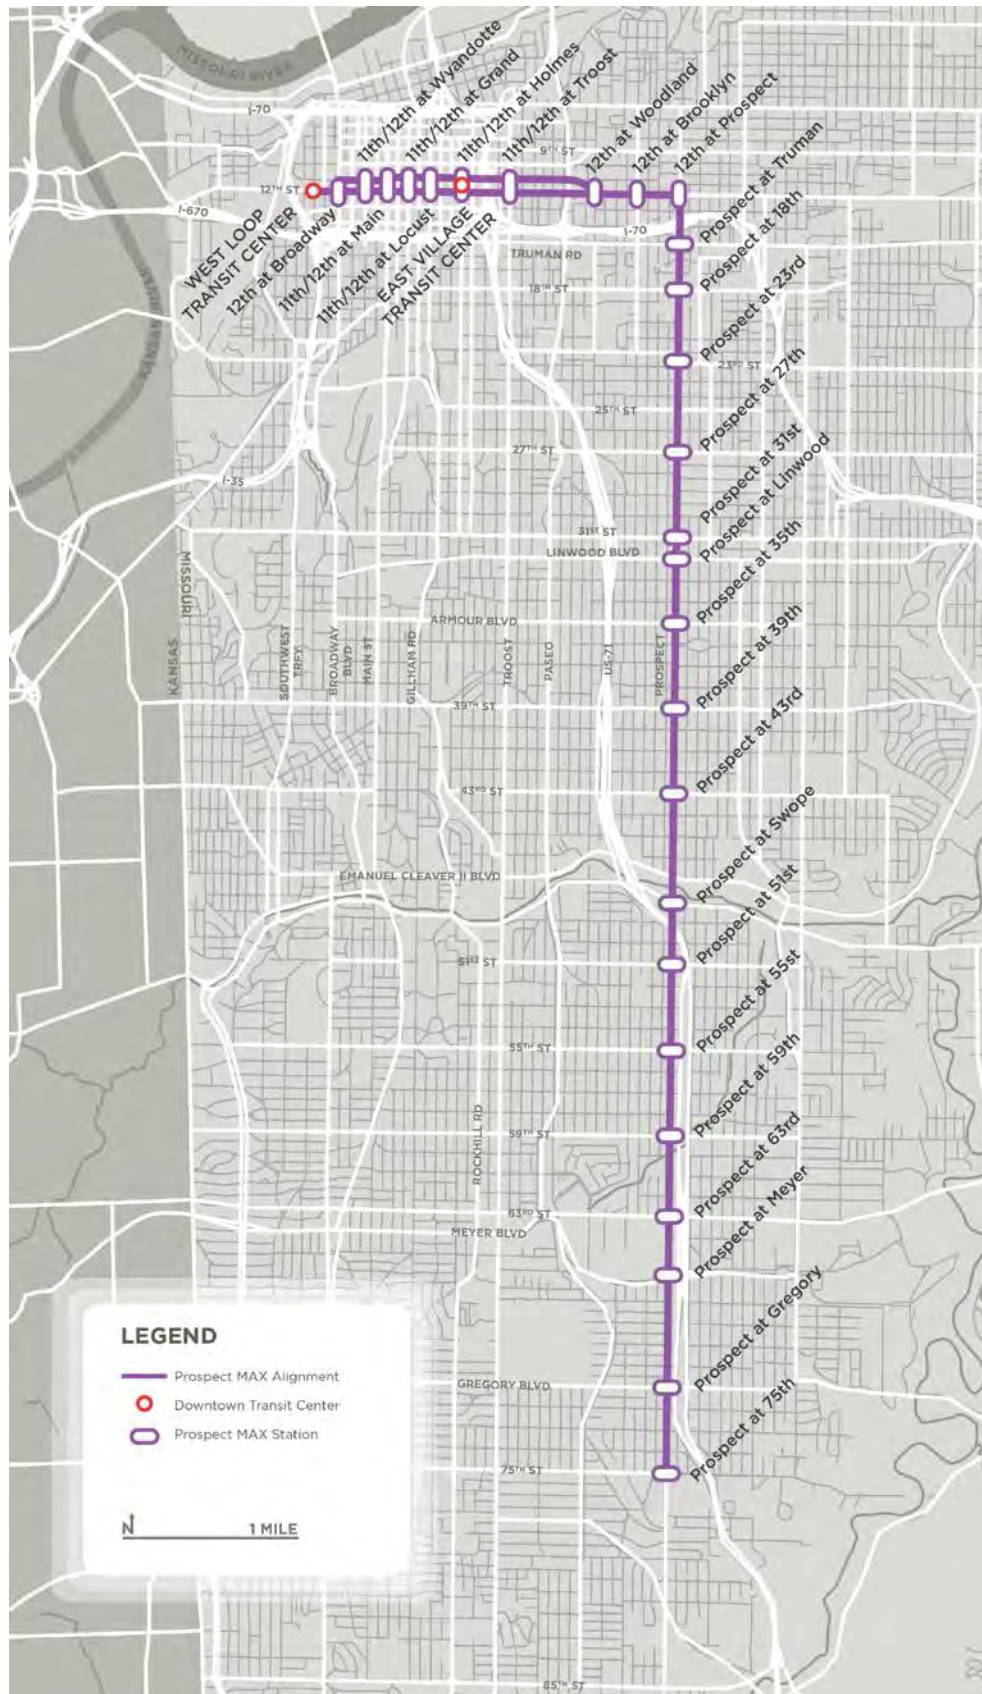 MISSOURI RIVER
I-70
11th/12th at Wyandotte
11th/12th at Grand
11th/12th at Holmes
11th/12th at Troost
9TH ST
12th at Woodland
12th at Brooklyn
12th at Prospect
12TH ST
I-670
WEST LOOP
TRANSIT CENTER
12th at Broadway
11th/12th at Main
11th/12th at Locust
EAST VILLAGE
TRANSIT CENTER
I-70
TRUMAN RD
Prospect at Truman
18TH ST
Prospect at 18th
KANSAS RIVER
Prospect at 23rd
23RD ST
25TH ST
Prospect at 27th
27TH ST
I-35
Prospect at 31st
31ST ST
Prospect at Linwood
LINWOOD BLVD
MISSOURI
KANSAS
Prospect at 35th
ARMOUR BLVD
SOUTHWEST
TRFY
BROADWAY
BLVD
MAIN ST
GILLHAM RD
TROOST
PASEO
US-71
PROSPECT
Prospect at 39th
39TH ST
Prospect at 43rd
43RD ST
Prospect at Swope
EMANUEL CLEAVER II BLVD
Prospect at 51st
51ST ST
Prospect at 55st
55TH ST
Prospect at 59th
59TH ST
ROCKHILL RD
Prospect at 63rd
63RD ST
MEYER BLVD
Prospect at Meyer
Prospect at Gregory
GREGORY BLVD
Prospect at 75th
75TH ST
85TH ST
LEGEND
Prospect MAX Alignment
Downtown Transit Center
Prospect MAX Station
N
1 MILE